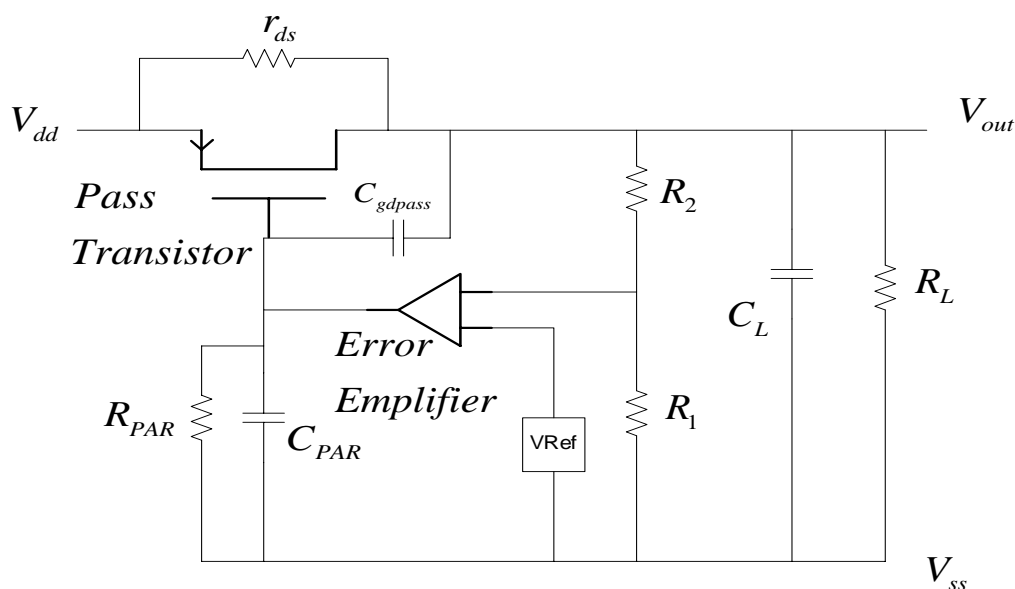 r_ds
V_dd
V_out
Pass
Transistor
C_gdpass
R_2
R_L
C_L
Error
Emplifier
R_PAR
C_PAR
VRef
R_1
V_ss